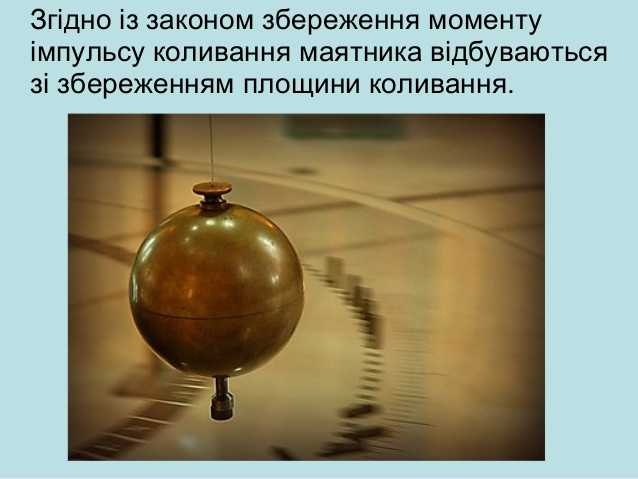 Згідно із законом збереження моменту
імпульсу коливання маятника відбуваються
зі збереженням площини коливання.